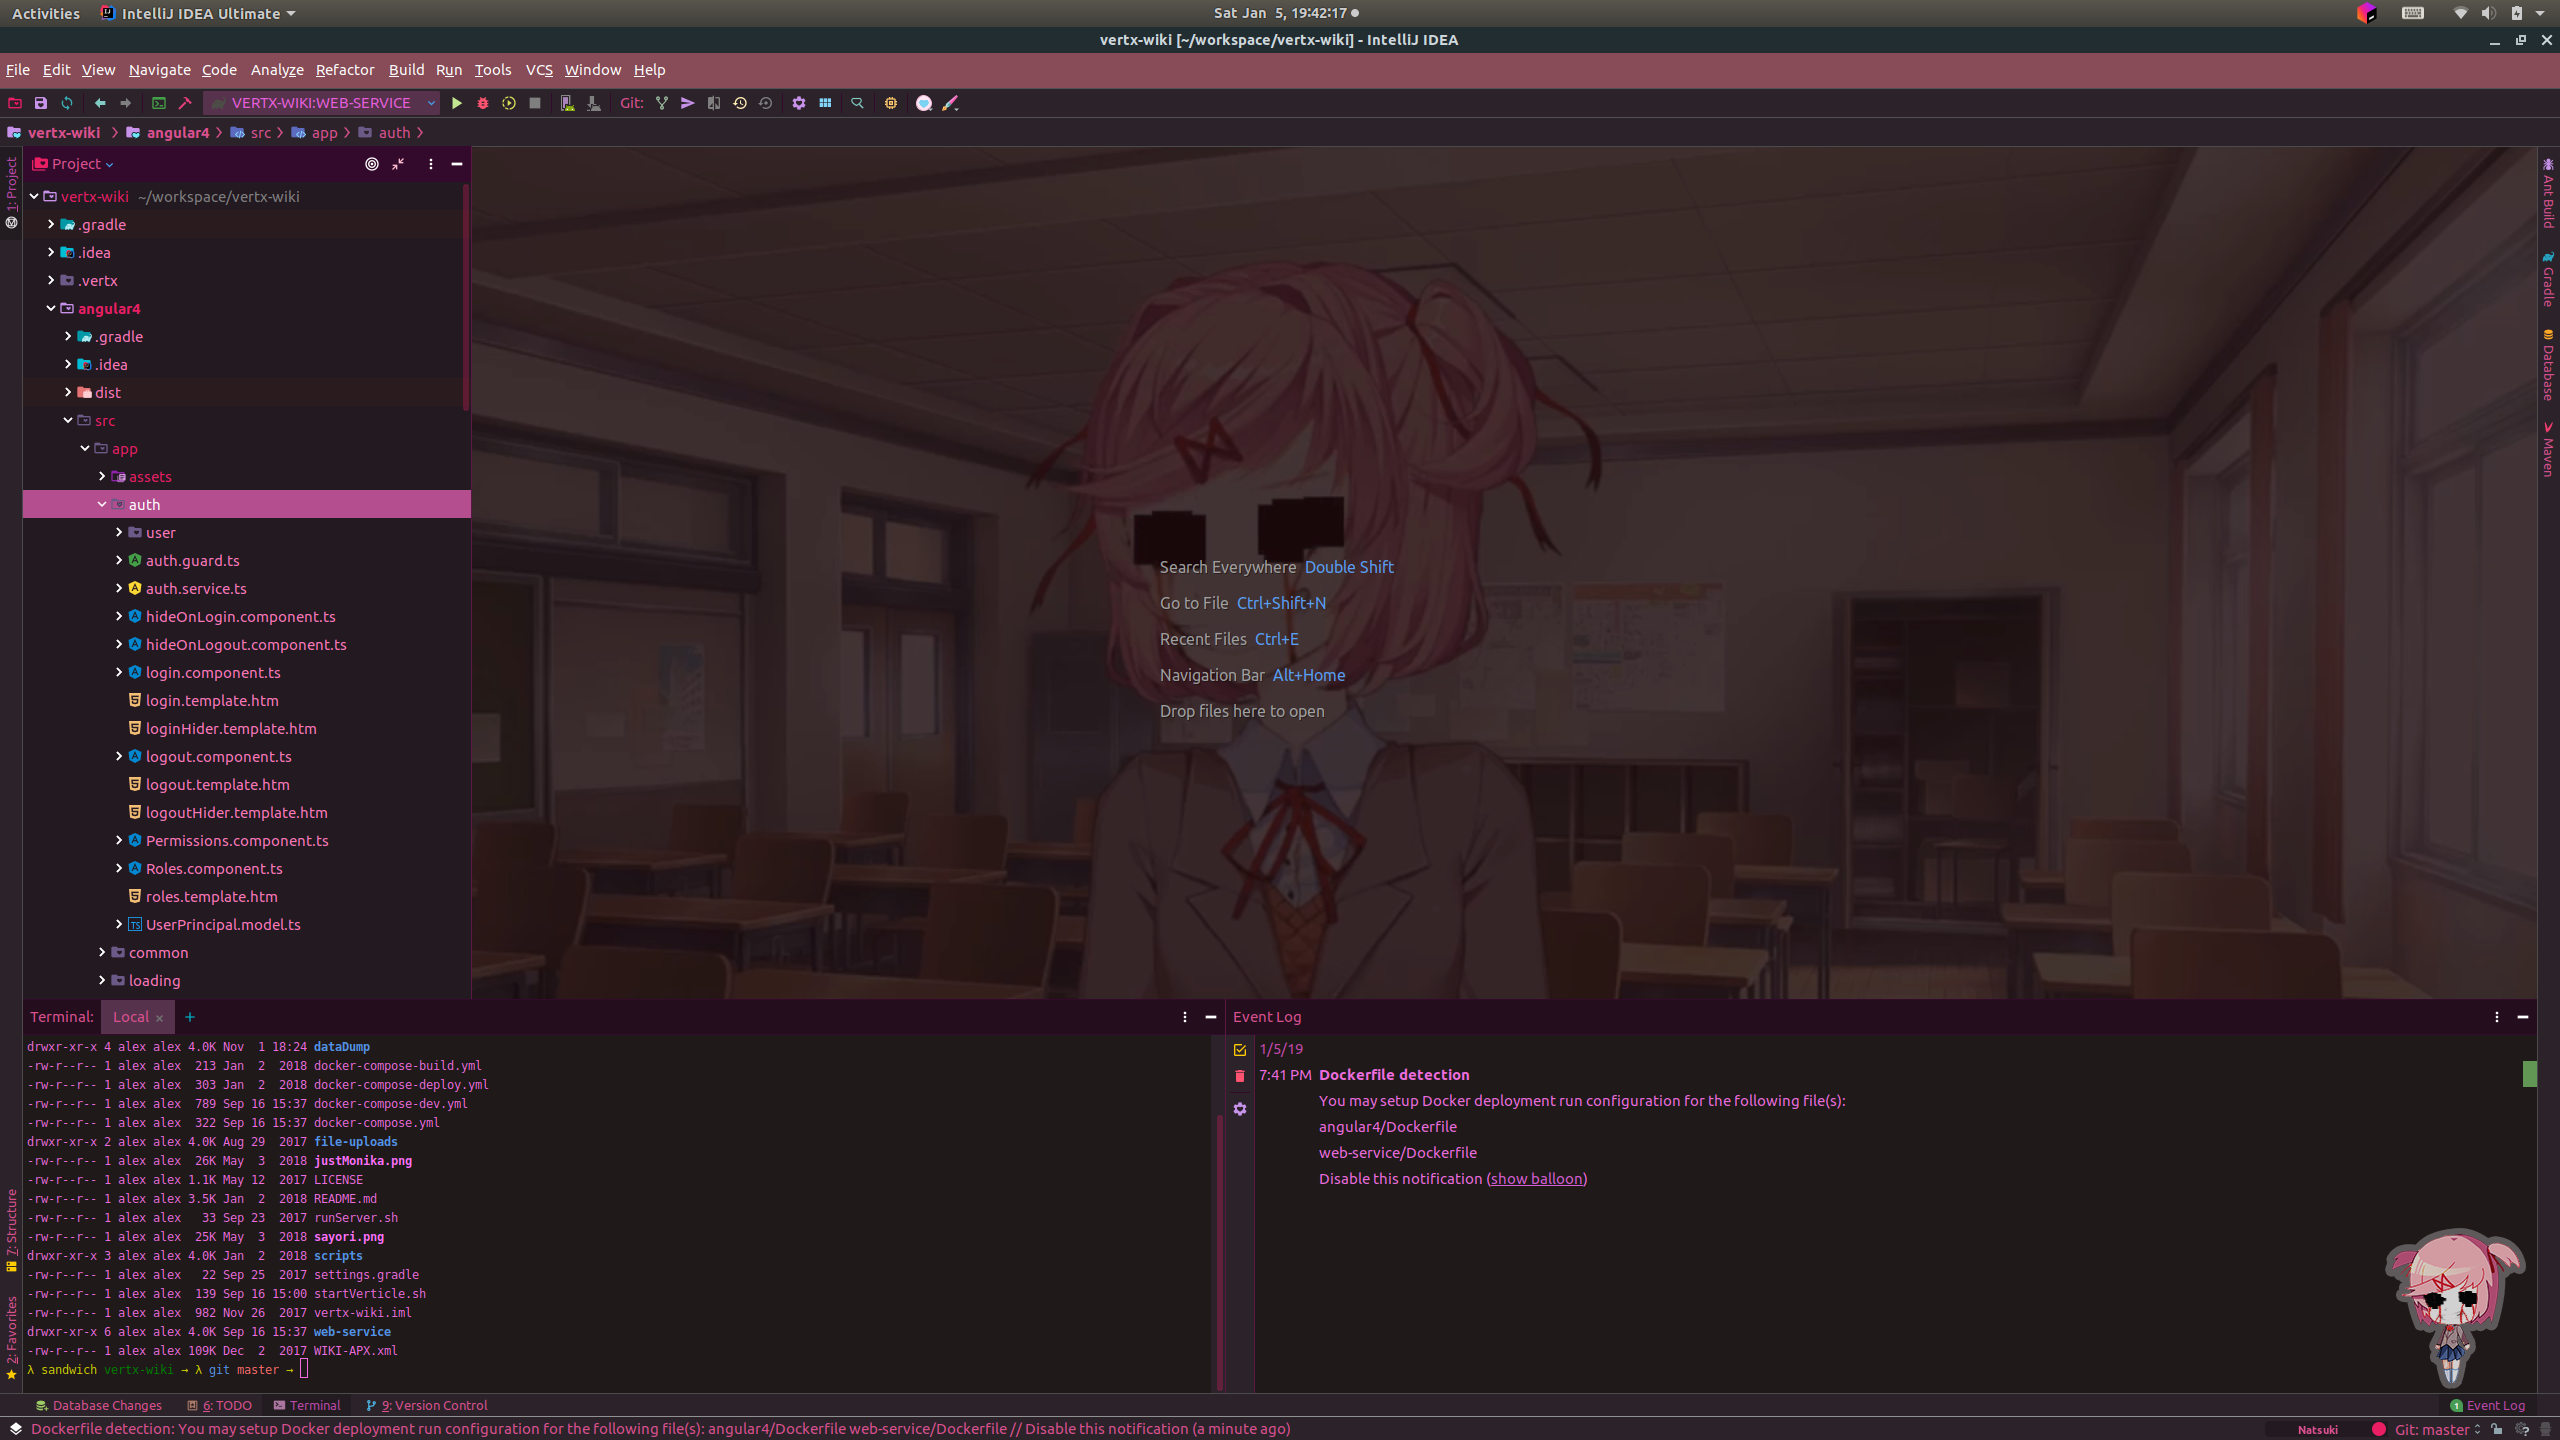 Activities IntelliJ IDEA Ultimate Sat Jan 5, 19:42:17
vertx-wiki [~/workspace/vertx-wiki] - IntelliJ IDEA
File Edit View Navigate Code Analyze Refactor Build Run Tools VCS Window Help
VERTX-WIKI:WEB-SERVICE Git:
vertx-wiki angular4 src app auth
1: Project
7: Structure
2: Favorites
Project
vertx-wiki ~/workspace/vertx-wiki
.gradle
.idea
.vertx
angular4
.gradle
.idea
dist
src
app
assets
auth
user
auth.guard.ts
auth.service.ts
hideOnLogin.component.ts
hideOnLogout.component.ts
login.component.ts
login.template.htm
loginHider.template.htm
logout.component.ts
logout.template.htm
logoutHider.template.htm
Permissions.component.ts
Roles.component.ts
roles.template.htm
UserPrincipal.model.ts
common
loading
Search Everywhere Double Shift
Go to File Ctrl+Shift+N
Recent Files Ctrl+E
Navigation Bar Alt+Home
Drop files here to open
Ant Build
Gradle
Database
Maven
Terminal: Local × +
drwxr-xr-x 4 alex alex 4.0K Nov  1 18:24 dataDump
-rw-r--r-- 1 alex alex  213 Jan  2  2018 docker-compose-build.yml
-rw-r--r-- 1 alex alex  303 Jan  2  2018 docker-compose-deploy.yml
-rw-r--r-- 1 alex alex  789 Sep 16 15:37 docker-compose-dev.yml
-rw-r--r-- 1 alex alex  322 Sep 16 15:37 docker-compose.yml
drwxr-xr-x 2 alex alex 4.0K Aug 29  2017 file-uploads
-rw-r--r-- 1 alex alex  26K May  3  2018 justMonika.png
-rw-r--r-- 1 alex alex 1.1K May 12  2017 LICENSE
-rw-r--r-- 1 alex alex 3.5K Jan  2  2018 README.md
-rw-r--r-- 1 alex alex   33 Sep 23  2017 runServer.sh
-rw-r--r-- 1 alex alex  25K May  3  2018 sayori.png
drwxr-xr-x 3 alex alex 4.0K Jan  2  2018 scripts
-rw-r--r-- 1 alex alex   22 Sep 25  2017 settings.gradle
-rw-r--r-- 1 alex alex  139 Sep 16 15:00 startVerticle.sh
-rw-r--r-- 1 alex alex  982 Nov 26  2017 vertx-wiki.iml
drwxr-xr-x 6 alex alex 4.0K Sep 16 15:37 web-service
-rw-r--r-- 1 alex alex 109K Dec  2  2017 WIKI-APX.xml
λ sandwich vertx-wiki → λ git master →
Event Log
1/5/19
7:41 PM Dockerfile detection
You may setup Docker deployment run configuration for the following file(s):
angular4/Dockerfile
web-service/Dockerfile
Disable this notification (show balloon)
Database Changes 6: TODO Terminal 9: Version Control 1 Event Log
Dockerfile detection: You may setup Docker deployment run configuration for the following file(s): angular4/Dockerfile web-service/Dockerfile // Disable this notification (a minute ago) Natsuki Git: master